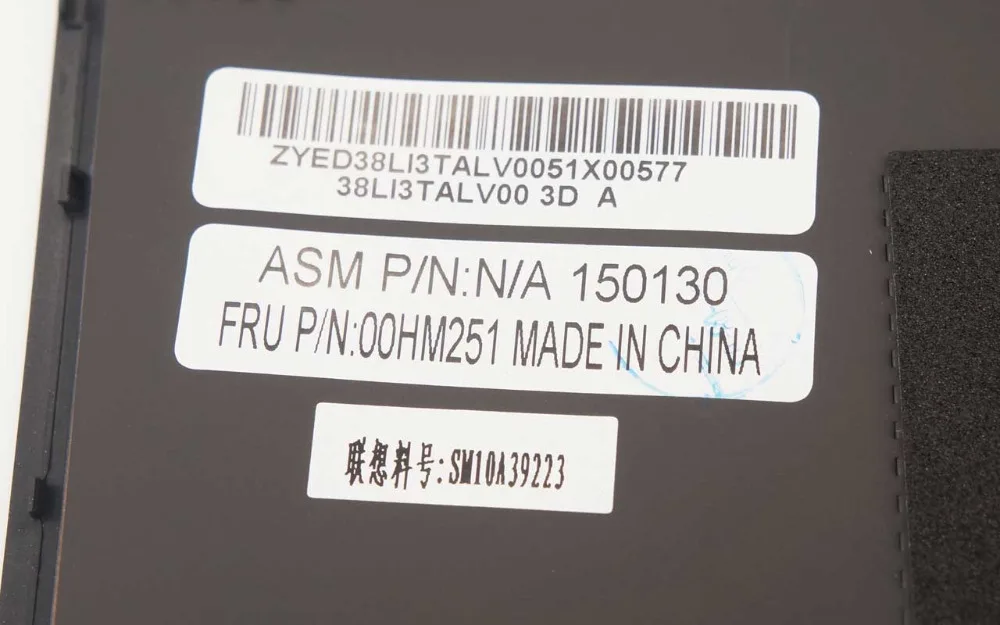 ZYED38LI3TALV0051X00577
38LI3TALV00 3D A
ASM P/N:N/A 150130
FRU P/N:00HM251 MADE IN CHINA
联想料号:SM10A39223